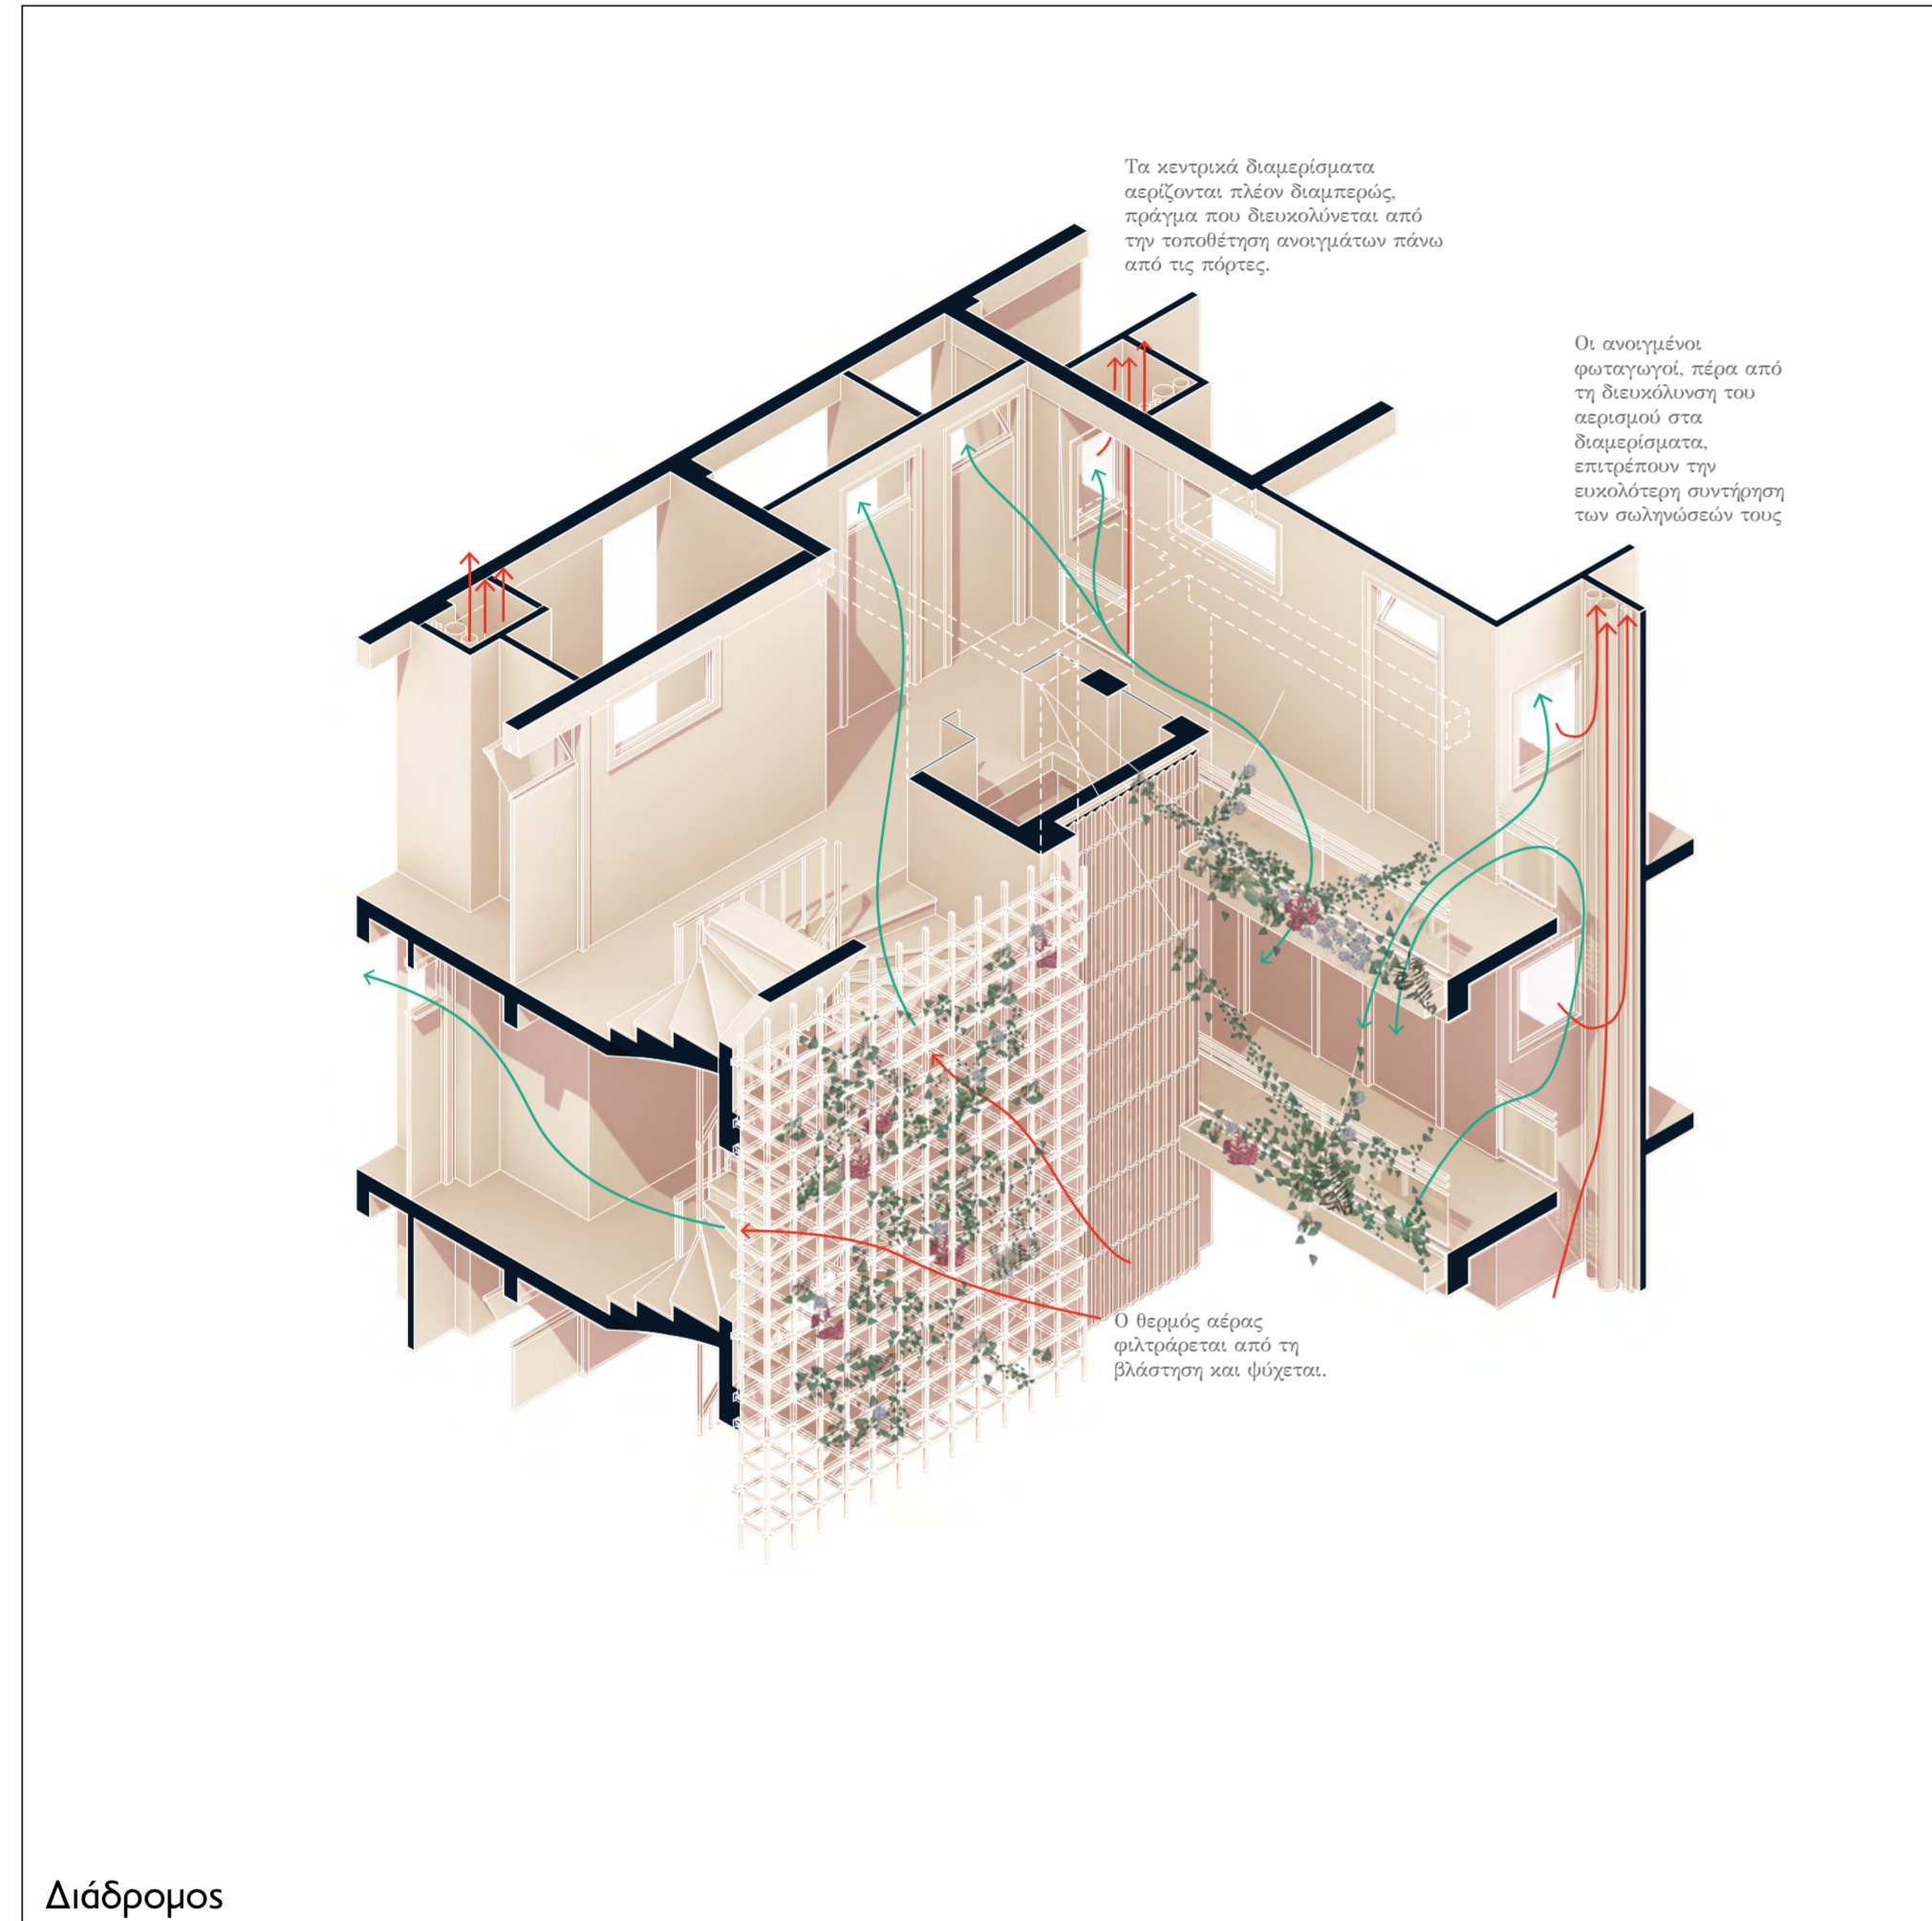 Τα κεντρικά διαμερίσματα
αερίζονται πλέον διαμπερώς,
πράγμα που διευκολύνεται από
την τοποθέτηση ανοιγμάτων πάνω
από τις πόρτες.
Οι ανοιγμένοι
φωταγωγοί, πέρα από
τη διευκόλυνση του
αερισμού στα
διαμερίσματα,
επιτρέπουν την
ευκολότερη συντήρηση
των σωληνώσεών τους
Ο θερμός αέρας
φιλτράρεται από τη
βλάστηση και ψύχεται.
Διάδρομος